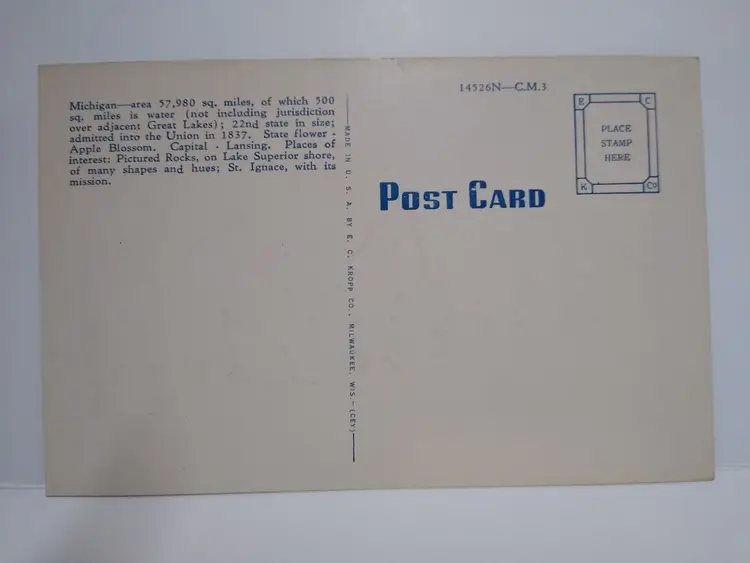 Michigan—area 57,980 sq. miles, of which 500
sq. miles is water (not including jurisdiction
over adjacent Great Lakes); 22nd state in size;
admitted into the Union in 1837. State flower -
Apple Blossom. Capital - Lansing. Places of
interest: Pictured Rocks, on Lake Superior shore,
of many shapes and hues; St. Ignace, with its
mission.
MADE IN U. S. A. BY E. C. KROPP CO., MILWAUKEE, WIS.—(CEY)
14526N—C.M.3
POST CARD
E C
PLACE
STAMP
HERE
K Co